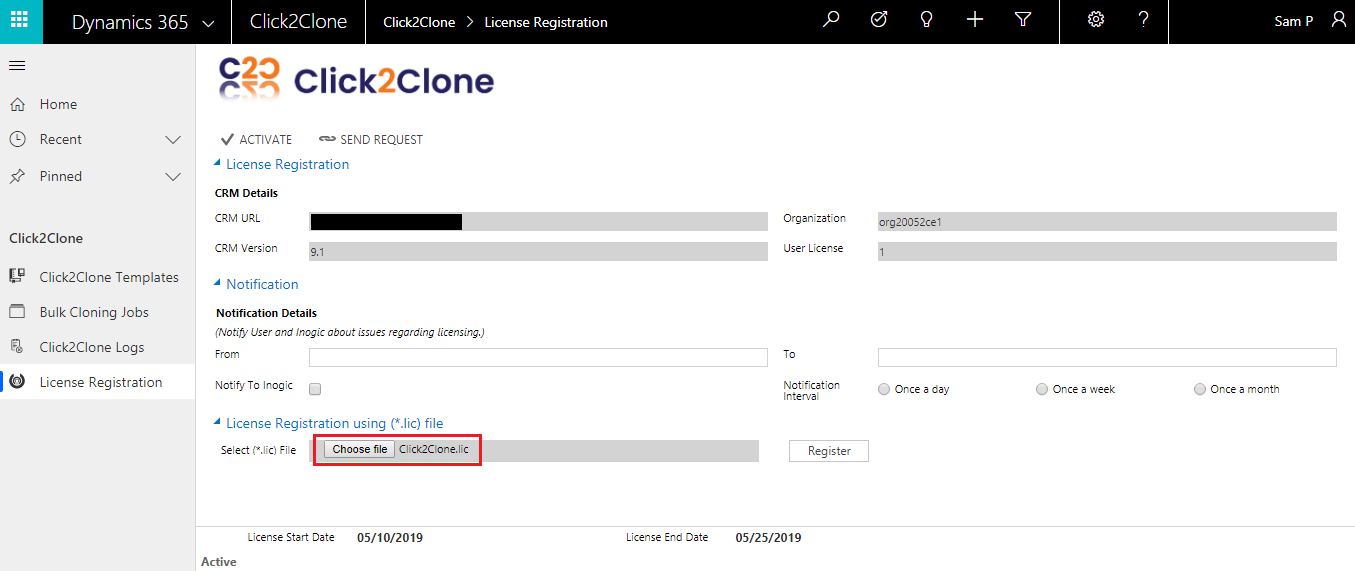 Dynamics 365 Click2Clone Click2Clone > License Registration ? Sam P
C2C Click2Clone
Home
Recent
Pinned
Click2Clone
Click2Clone Templates
Bulk Cloning Jobs
Click2Clone Logs
License Registration
ACTIVATE SEND REQUEST
License Registration
CRM Details
CRM URL Organization org20052ce1
CRM Version 9.1 User License 1
Notification
Notification Details
(Notify User and Inogic about issues regarding licensing.)
From To
Notify To Inogic Notification Interval Once a day Once a week Once a month
License Registration using (*.lic) file
Select (*.lic) File Choose file Click2Clone.lic Register
License Start Date 05/10/2019 License End Date 05/25/2019
Active